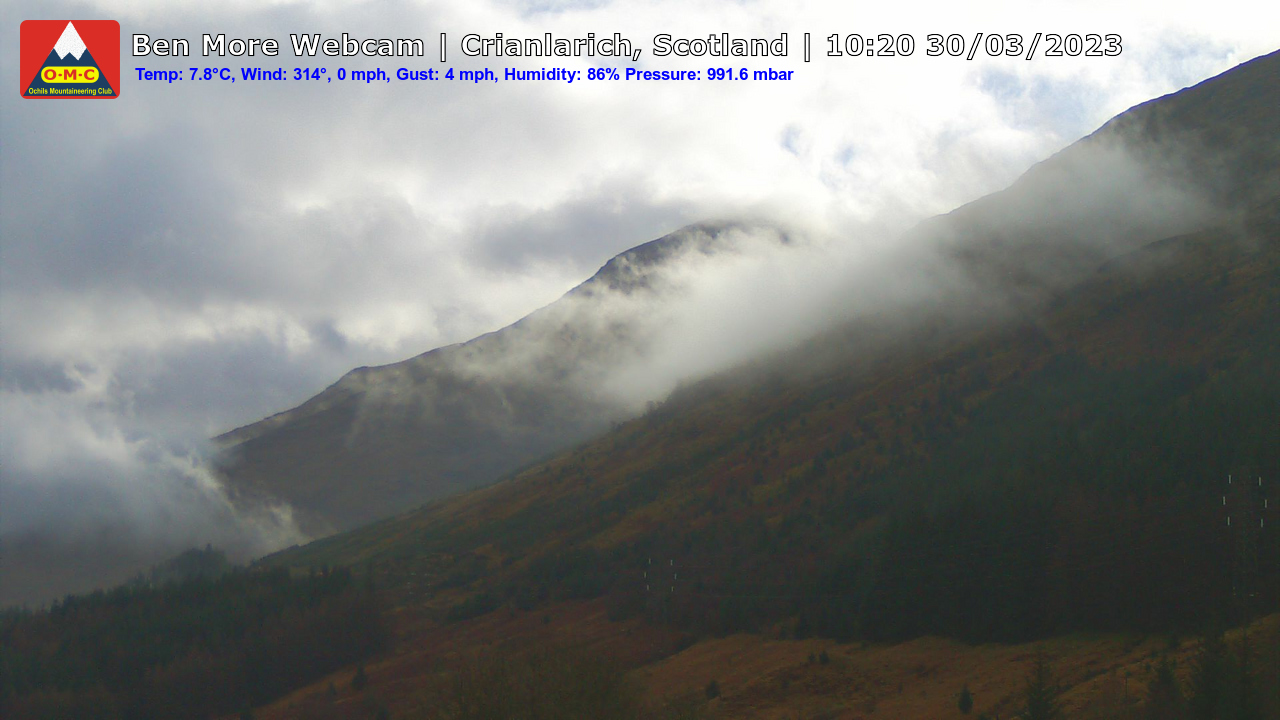 Ben More Webcam | Crianlarich, Scotland | 10:20 30/03/2023
Temp: 7.8°C, Wind: 314°, 0 mph, Gust: 4 mph, Humidity: 86% Pressure: 991.6 mbar
O·M·C
Ochils Mountaineering Club